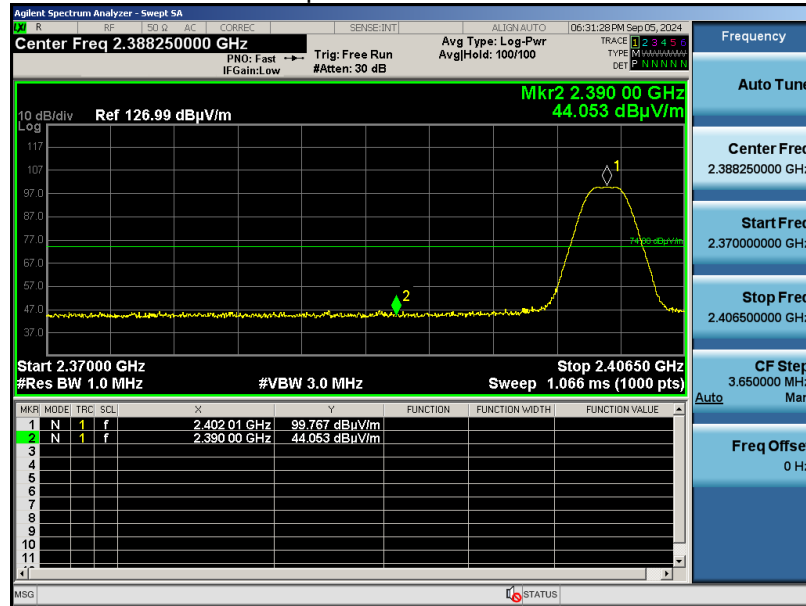 Agilent Spectrum Analyzer - Swept SA
LXI R RF 50 Ω AC CORREC SENSE:INT ALIGN AUTO 06:31:28 PM Sep 05, 2024
Center Freq 2.388250000 GHz
PNO: Fast
IFGain:Low
Trig: Free Run
#Atten: 30 dB
Avg Type: Log-Pwr
Avg|Hold: 100/100
TRACE 1 2 3 4 5 6
TYPE M
DET P N N N N N
Mkr2 2.390 00 GHz
44.053 dBµV/m
10 dB/div Ref 126.99 dBµV/m
Log
117
107
97.0
87.0
77.0
67.0
57.0
47.0
37.0
1
2
74.00 dBµV/m
Start 2.37000 GHz Stop 2.40650 GHz
#Res BW 1.0 MHz #VBW 3.0 MHz Sweep 1.066 ms (1000 pts)
MKR MODE TRC SCL X Y FUNCTION FUNCTION WIDTH FUNCTION VALUE
1 N 1 f 2.402 01 GHz 99.767 dBµV/m
2 N 1 f 2.390 00 GHz 44.053 dBµV/m
3
4
5
6
7
8
9
10
11
MSG STATUS
Frequency
Auto Tune
Center Freq
2.388250000 GHz
Start Freq
2.370000000 GHz
Stop Freq
2.406500000 GHz
CF Step
3.650000 MHz
Auto Man
Freq Offset
0 Hz